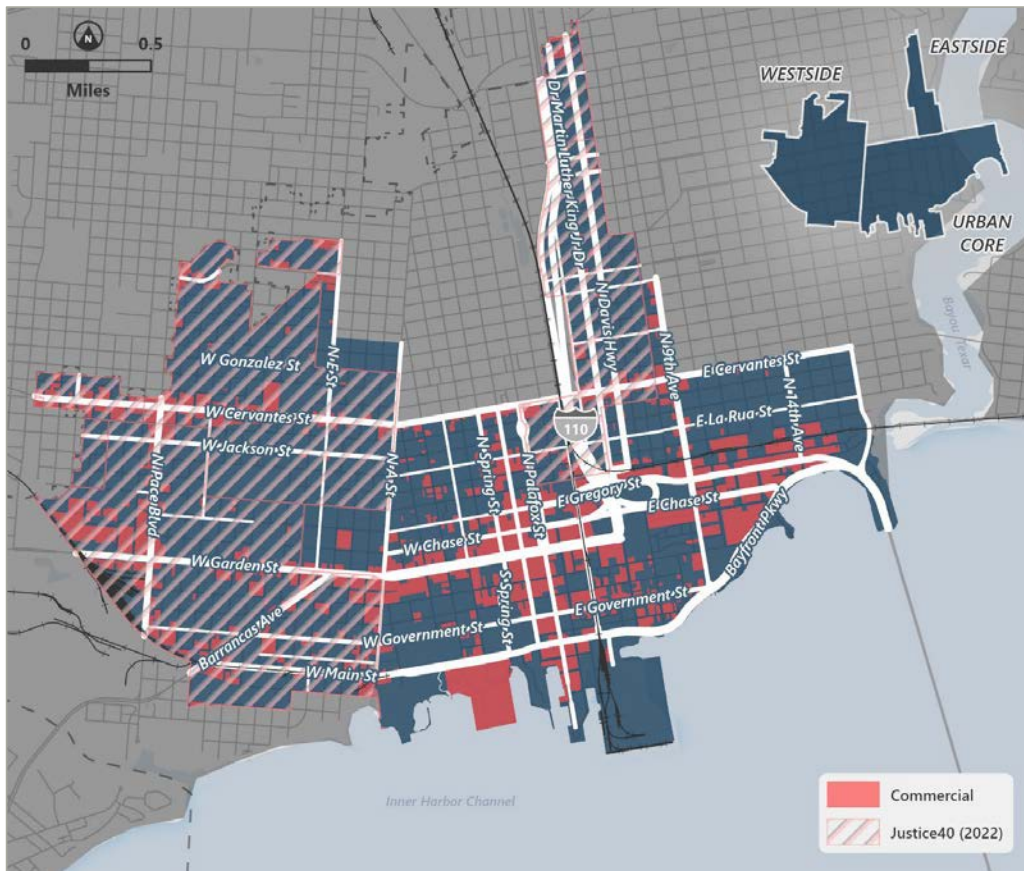 N
0 0.5
Miles
WESTSIDE
EASTSIDE
URBAN
CORE
Dr Martin Luther King Jr Dr
N Davis Hwy
N 9th Ave
E Cervantes St
N 14th Ave
E La Rua St
110
Bayou Texar
W Gonzalez St
N E St
W Cervantes St
W Jackson St
N Pace Blvd
N A St
N Spring St
N Palafox St
E Gregory St
E Chase St
W Chase St
Bayfront Pkwy
W Garden St
S Spring St
E Government St
Barrancas Ave
W Government St
W Main St
Inner Harbor Channel
Commercial
Justice40 (2022)